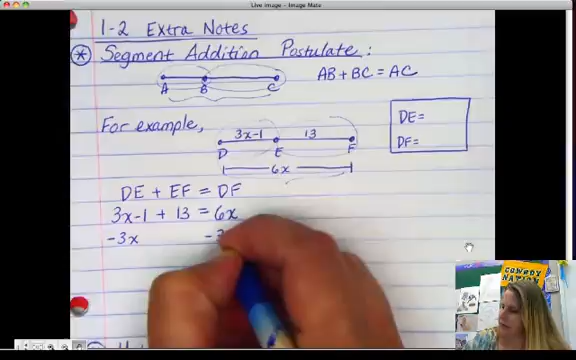 Live Image - Image Mate
1-2 Extra Notes
* Segment Addition Postulate:
A B C
AB + BC = AC
For example,
3x-1 13
D E F
6x
DE=
DF=
DE + EF = DF
3x-1 + 13 = 6x
-3x -3
COWBOY
NATION